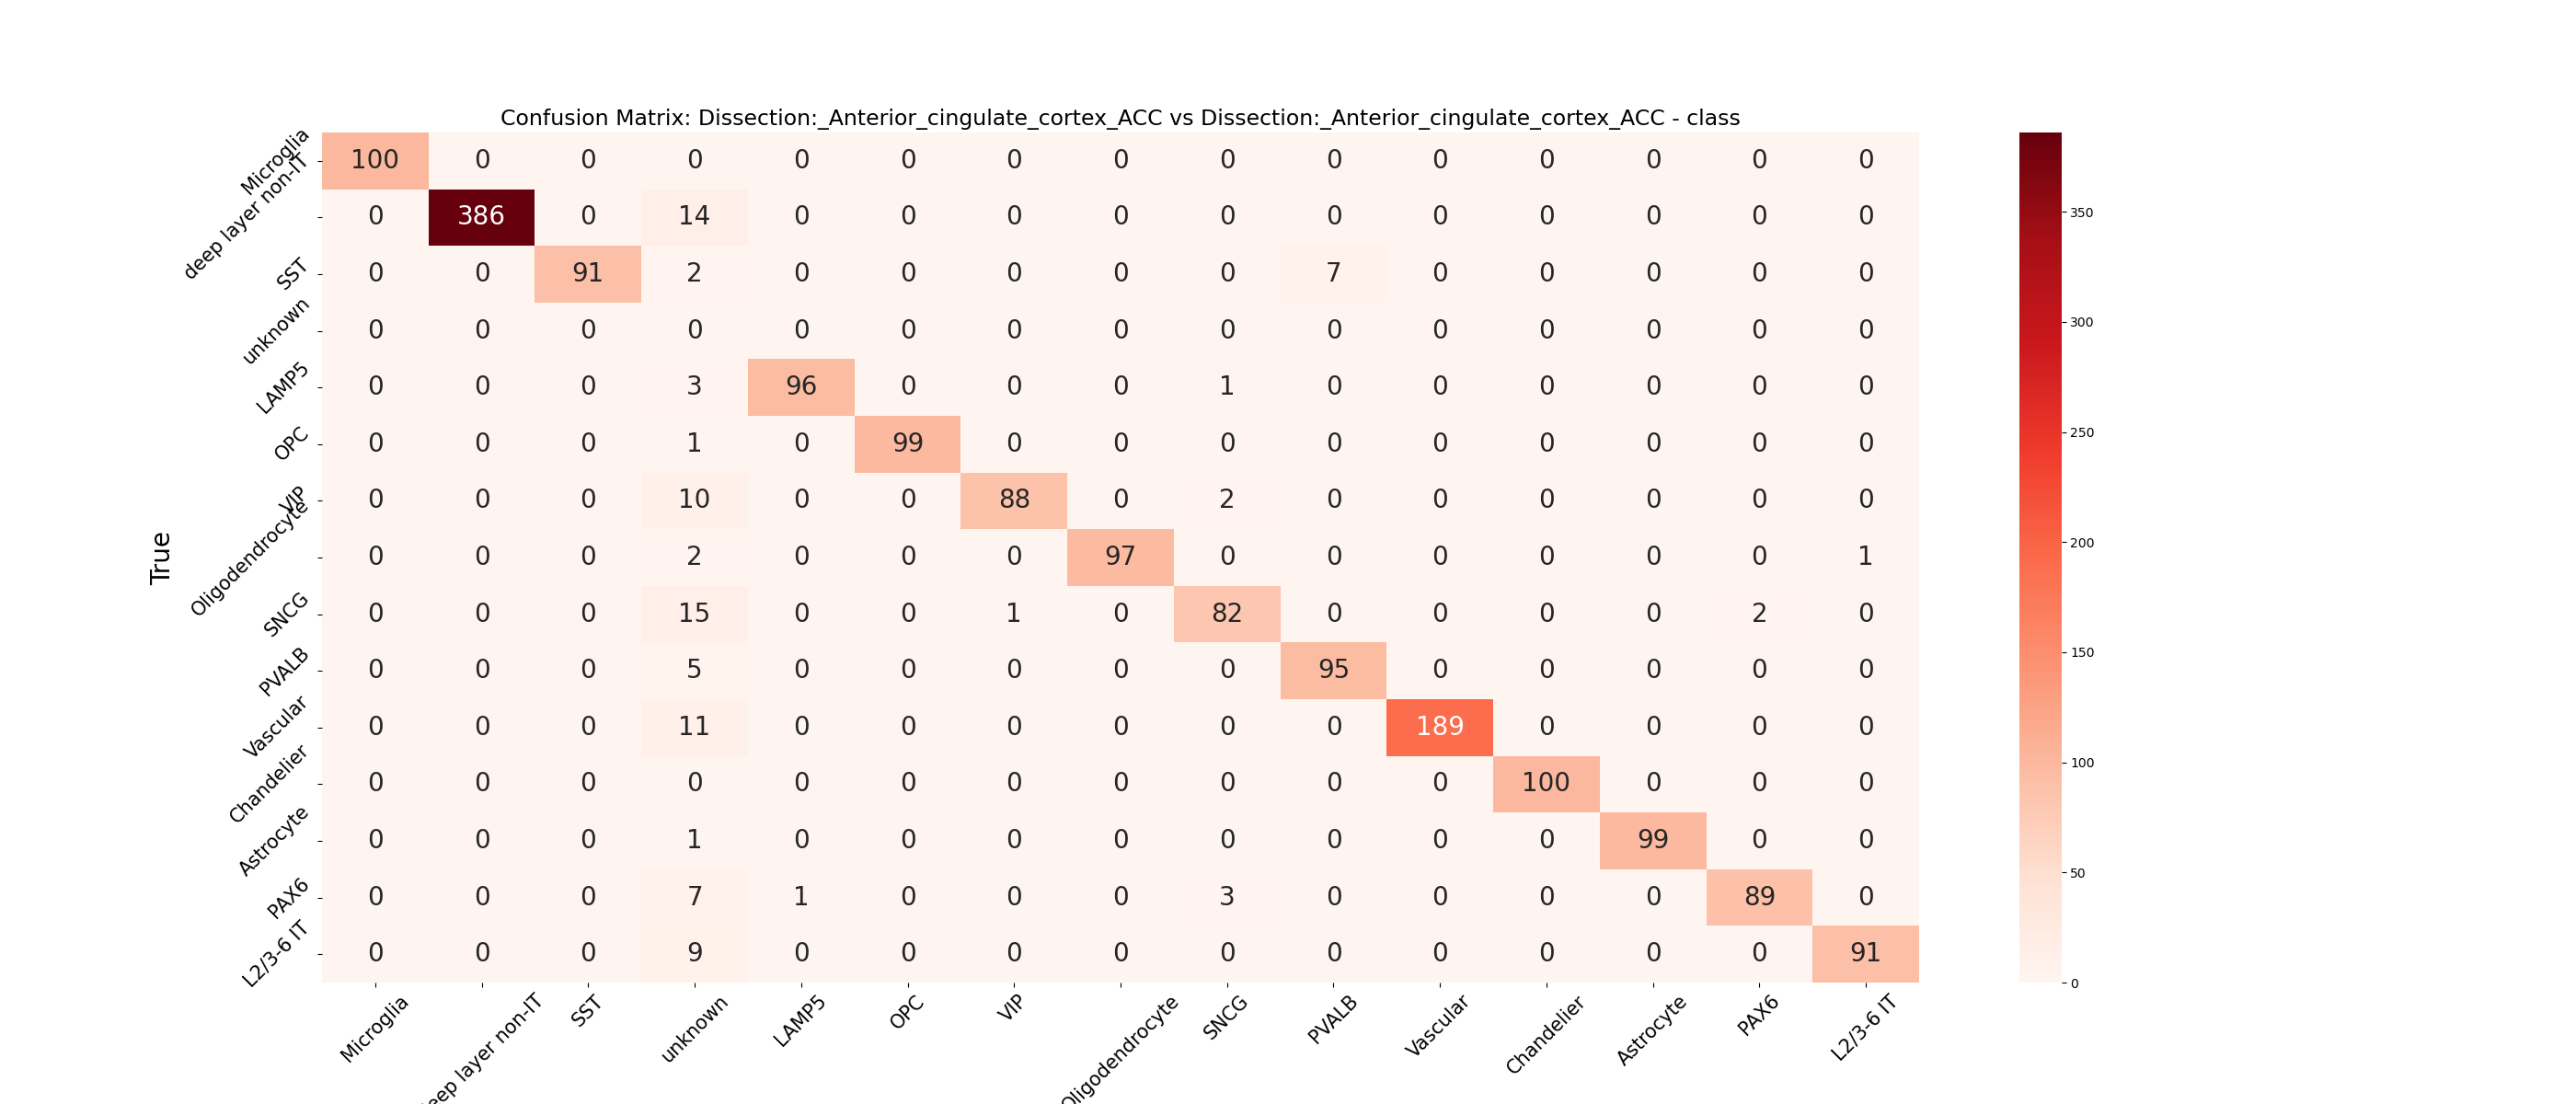 Confusion Matrix: Dissection:_Anterior_cingulate_cortex_ACC vs Dissection:_Anterior_cingulate_cortex_ACC - class
True
Microglia 100 0 0 0 0 0 0 0 0 0 0 0 0 0 0
deep layer non-IT 0 386 0 14 0 0 0 0 0 0 0 0 0 0 0
SST 0 0 91 2 0 0 0 0 0 7 0 0 0 0 0
unknown 0 0 0 0 0 0 0 0 0 0 0 0 0 0 0
LAMP5 0 0 0 3 96 0 0 0 1 0 0 0 0 0 0
OPC 0 0 0 1 0 99 0 0 0 0 0 0 0 0 0
VIP 0 0 0 10 0 0 88 0 2 0 0 0 0 0 0
Oligodendrocyte 0 0 0 2 0 0 0 97 0 0 0 0 0 0 1
SNCG 0 0 0 15 0 0 1 0 82 0 0 0 0 2 0
PVALB 0 0 0 5 0 0 0 0 0 95 0 0 0 0 0
Vascular 0 0 0 11 0 0 0 0 0 0 189 0 0 0 0
Chandelier 0 0 0 0 0 0 0 0 0 0 0 100 0 0 0
Astrocyte 0 0 0 1 0 0 0 0 0 0 0 0 99 0 0
PAX6 0 0 0 7 1 0 0 0 3 0 0 0 0 89 0
L2/3-6 IT 0 0 0 9 0 0 0 0 0 0 0 0 0 0 91
Microglia layer non-IT SST unknown LAMP5 OPC VIP Oligodendrocyte SNCG PVALB Vascular Chandelier Astrocyte PAX6 L2/3-6 IT
350
300
250
200
150
100
50
0